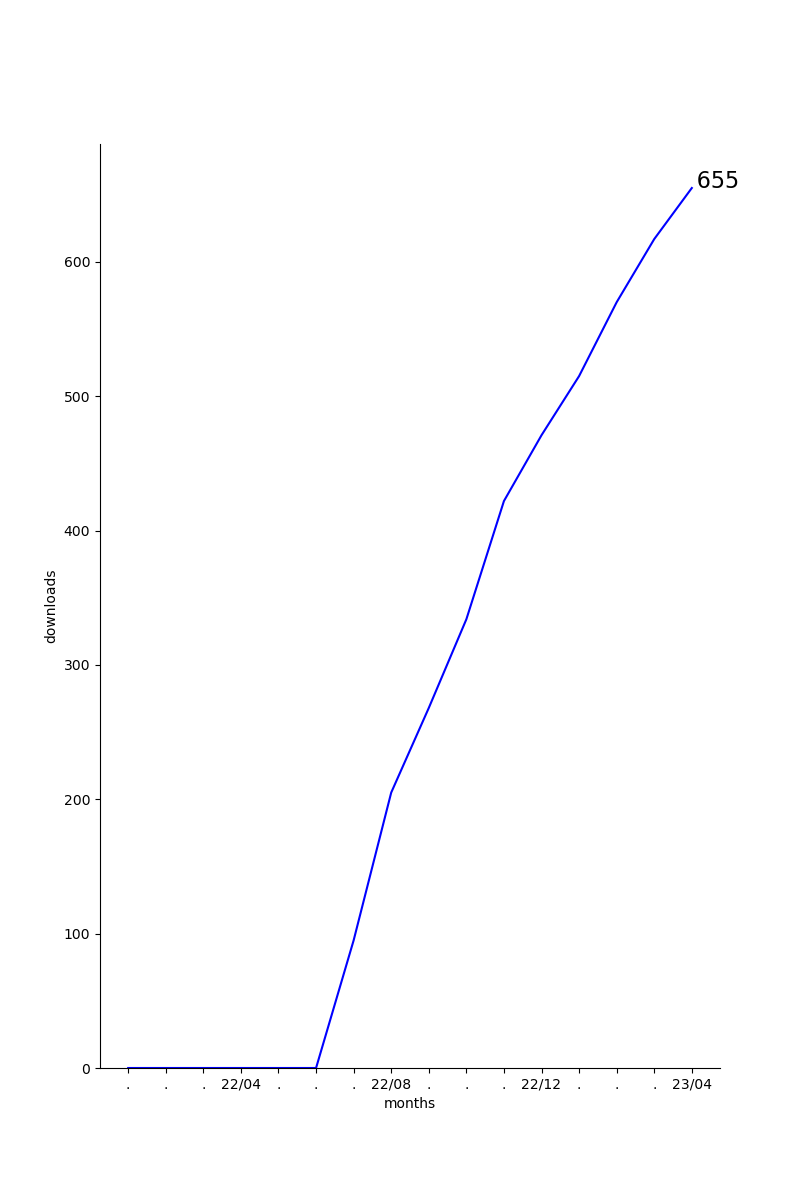 655
600
500
400
300
200
100
0
downloads
. . . 22/04 . . . 22/08 . . . 22/12 . . . 23/04
months